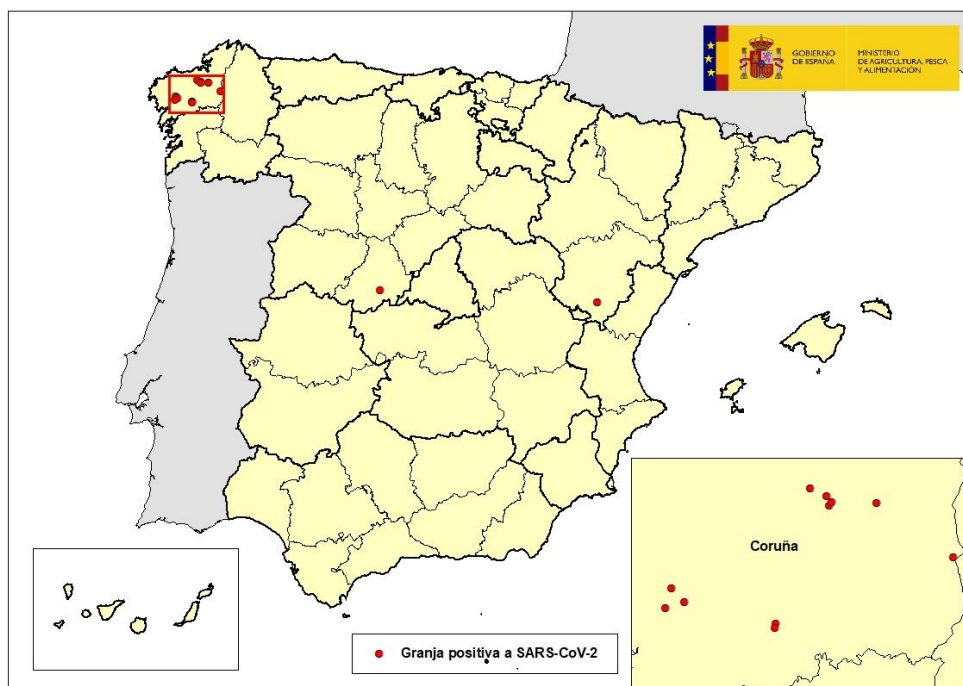 GOBIERNO
DE ESPAÑA
MINISTERIO
DE AGRICULTURA, PESCA
Y ALIMENTACIÓN
Coruña
Granja positiva a SARS-CoV-2